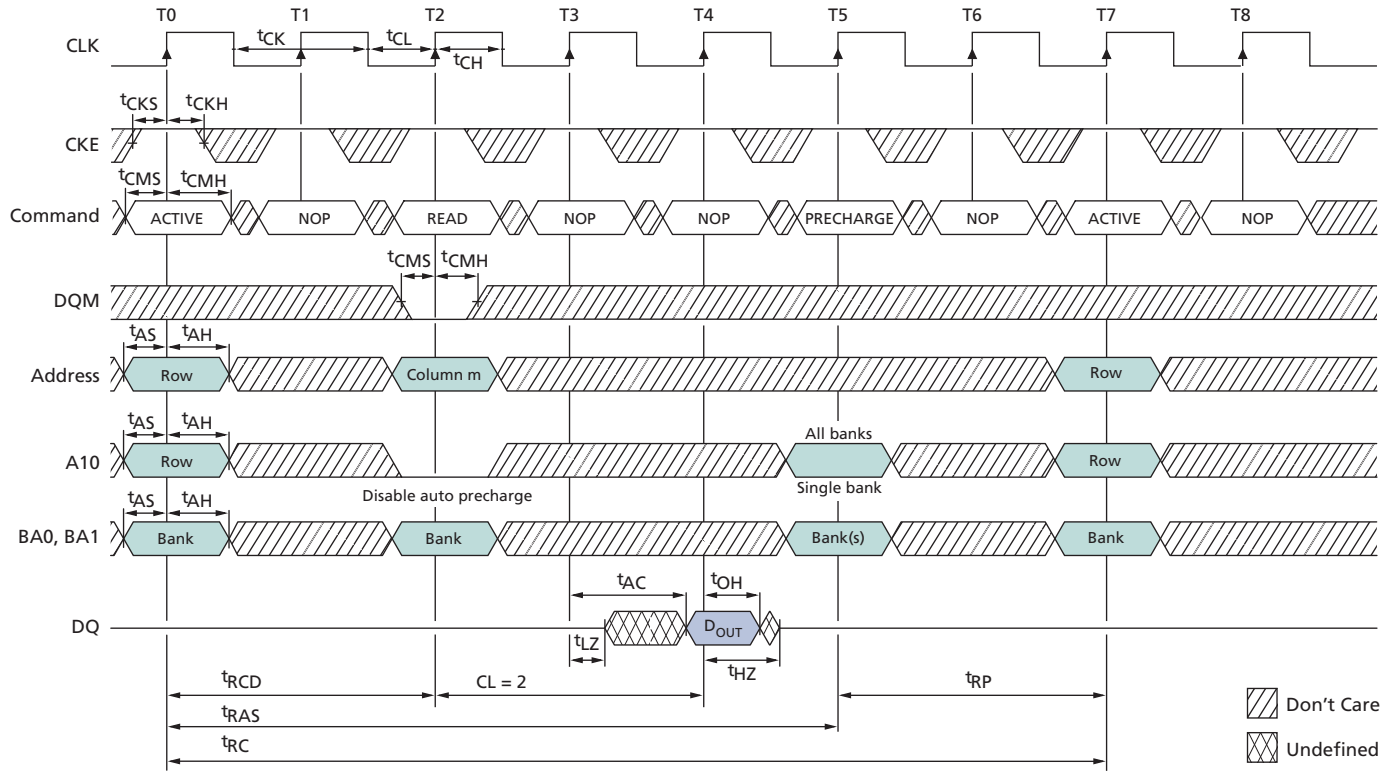 T0 T1 T2 T3 T4 T5 T6 T7 T8
CLK
tCK tCL
tCH
tCKS tCKH
CKE
tCMS tCMH
Command ACTIVE NOP READ NOP NOP PRECHARGE NOP ACTIVE NOP
tCMS tCMH
DQM
tAS tAH
Address Row Column m Row
tAS tAH
All banks
A10 Row Row
Single bank
tAS tAH
Disable auto precharge
BA0, BA1 Bank Bank Bank(s) Bank
tAC tOH
DQ DOUT
tLZ
tHZ
tRCD CL = 2 tRP
tRAS
tRC
Don't Care
Undefined